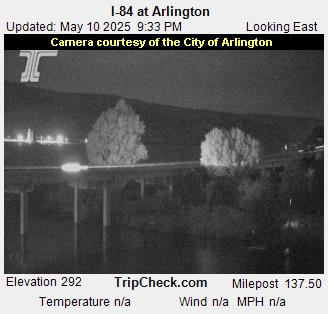 I-84 at Arlington
Updated: May 10 2025 9:33 PM Looking East
Camera courtesy of the City of Arlington
Elevation 292 TripCheck.com Milepost 137.50
Temperature n/a Wind n/a MPH n/a